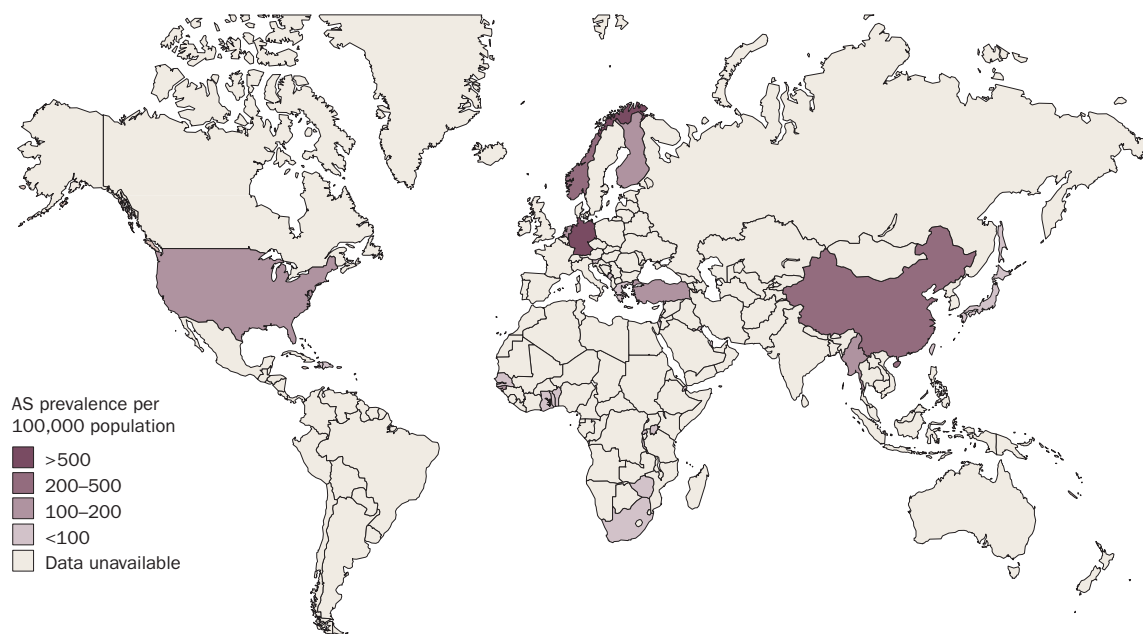 AS prevalence per
100,000 population
>500
200–500
100–200
<100
Data unavailable